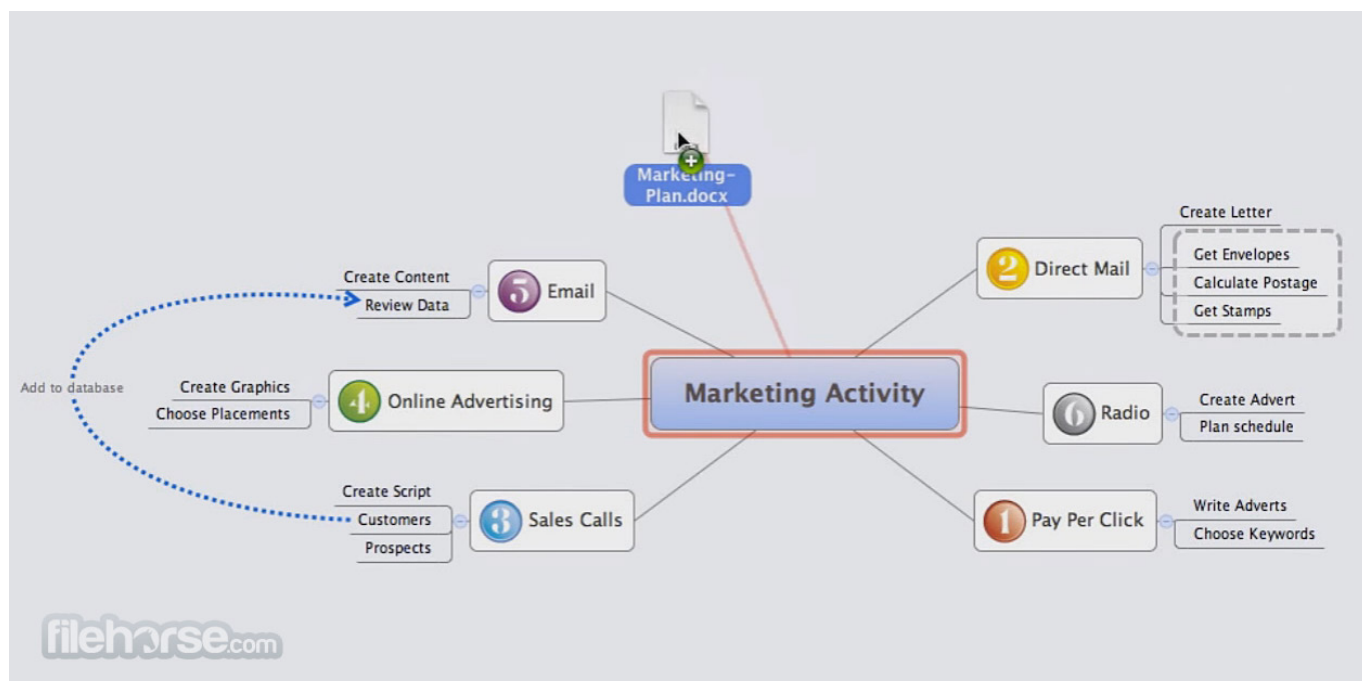 Marketing-
Plan.docx
Create Letter
2
Direct Mail
Get Envelopes
Calculate Postage
Get Stamps
Create Content
Review Data
5
Email
Marketing Activity
Add to database
Create Graphics
Choose Placements
4
Online Advertising
6
Radio
Create Advert
Plan schedule
Create Script
Customers
Prospects
3
Sales Calls
1
Pay Per Click
Write Adverts
Choose Keywords
filehorse.com